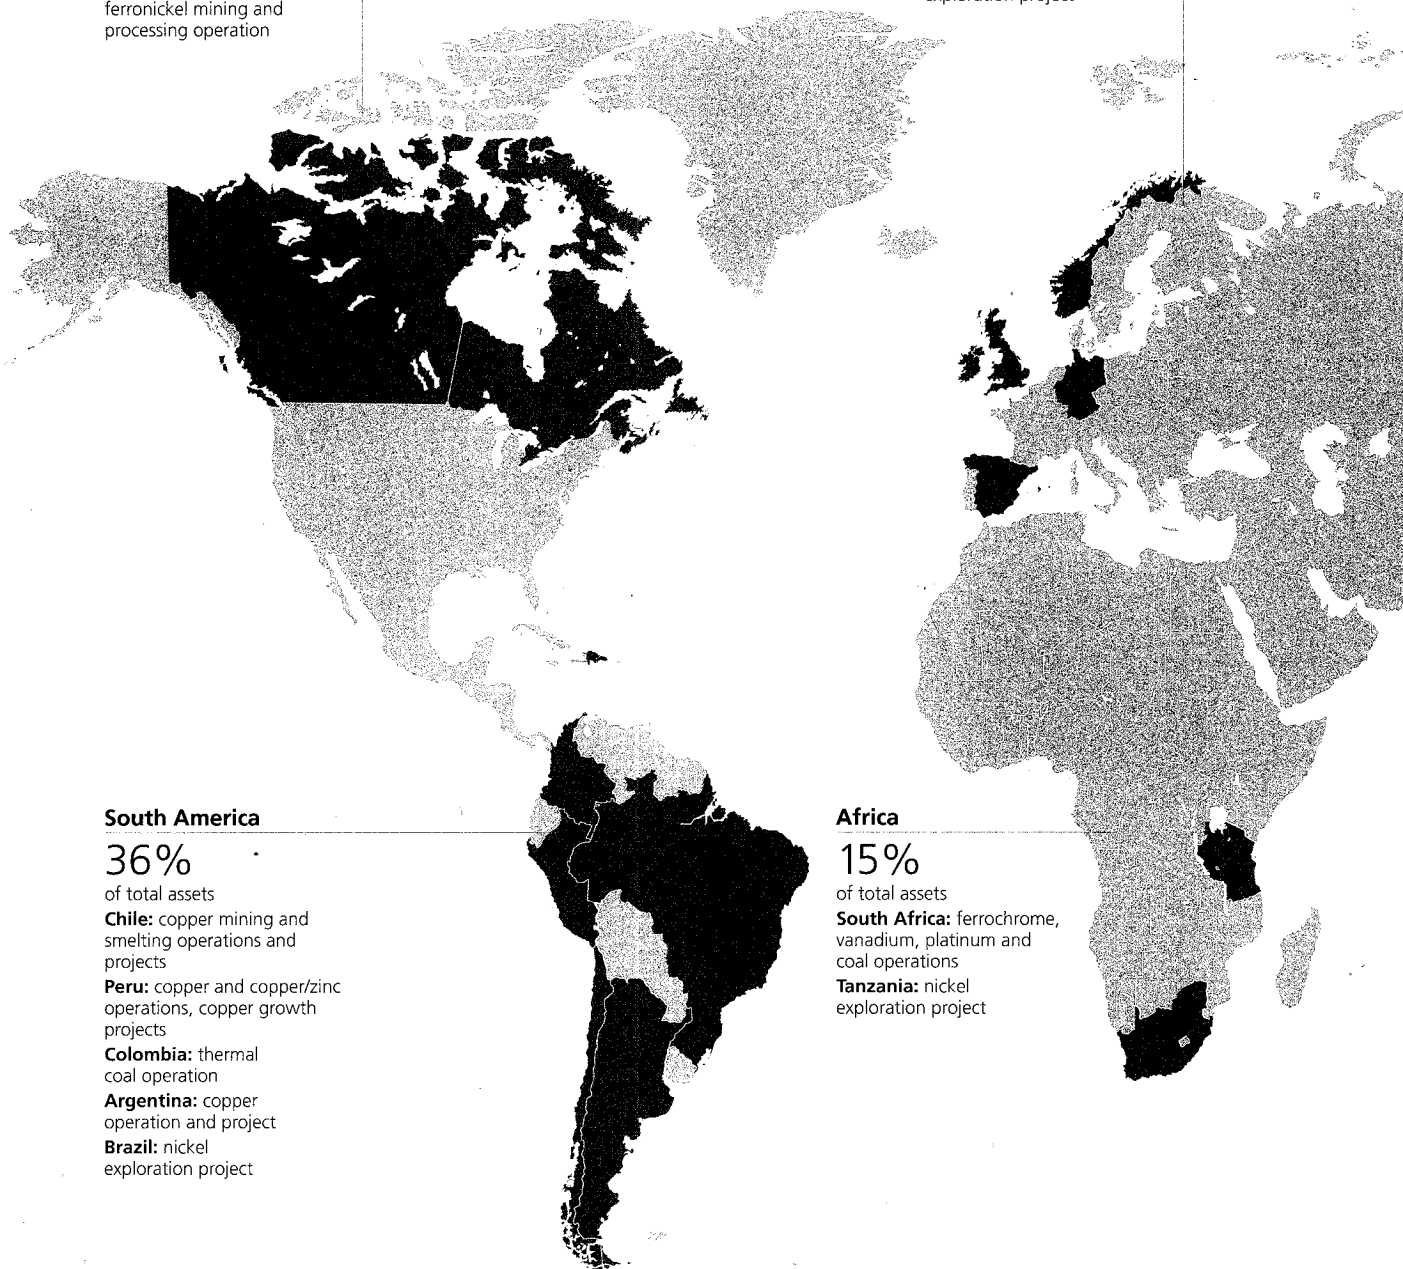 ferronickel mining and
processing operation
exploration project
South America
36%
of total assets
Chile: copper mining and
smelting operations and
projects
Peru: copper and copper/zinc
operations, copper growth
projects
Colombia: thermal
coal operation
Argentina: copper
operation and project
Brazil: nickel
exploration project
Africa
15%
of total assets
South Africa: ferrochrome,
vanadium, platinum and
coal operations
Tanzania: nickel
exploration project